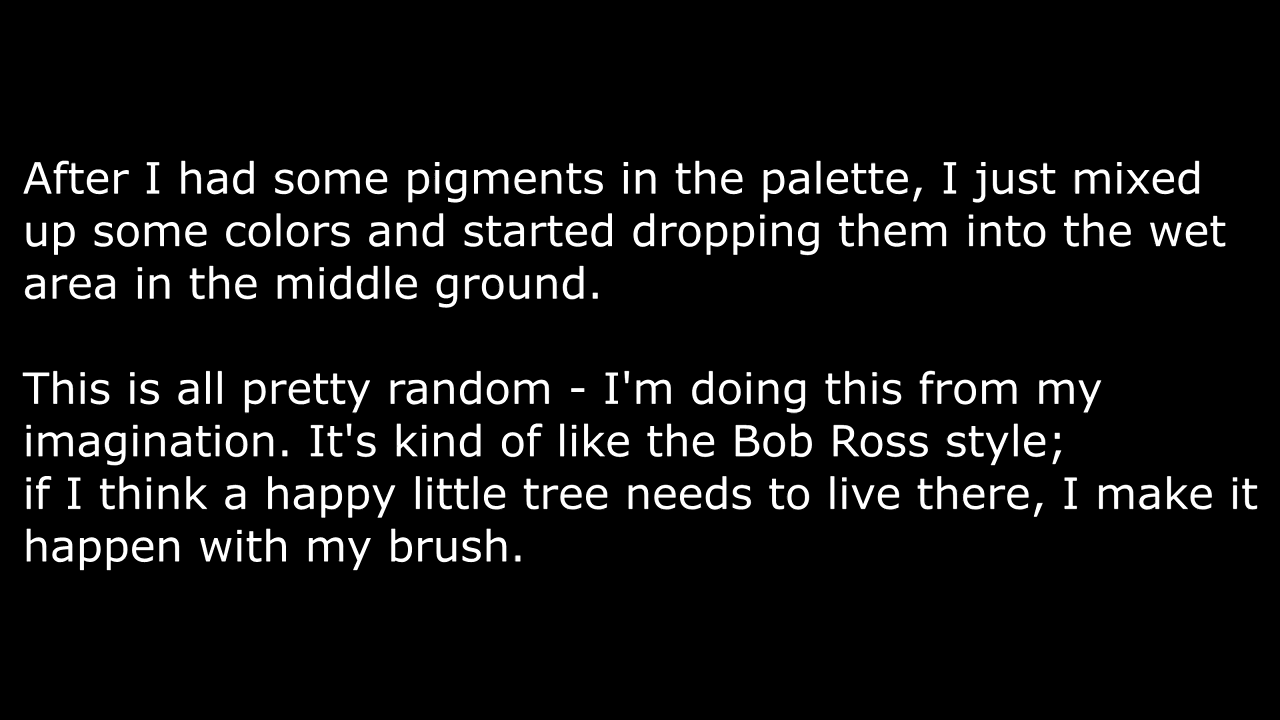 After I had some pigments in the palette, I just mixed
up some colors and started dropping them into the wet
area in the middle ground.
This is all pretty random - I'm doing this from my
imagination. It's kind of like the Bob Ross style;
if I think a happy little tree needs to live there, I make it
happen with my brush.